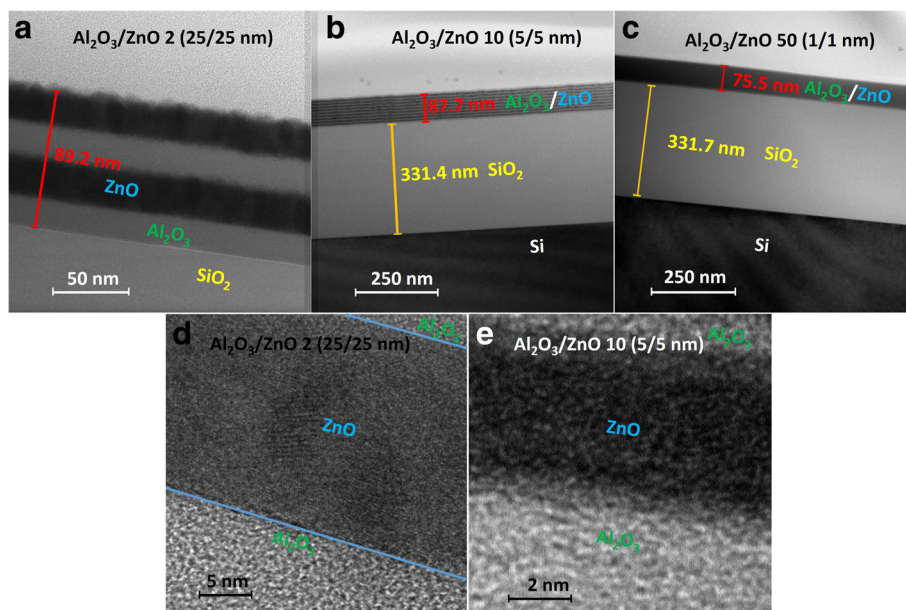 a
Al₂O₃/ZnO 2 (25/25 nm)
89.2 nm
ZnO
Al₂O₃
SiO₂
50 nm
b
Al₂O₃/ZnO 10 (5/5 nm)
87.7 nm Al₂O₃/ZnO
331.4 nm SiO₂
Si
250 nm
c
Al₂O₃/ZnO 50 (1/1 nm)
75.5 nm Al₂O₃/ZnO
331.7 nm SiO₂
Si
250 nm
d
Al₂O₃
Al₂O₃/ZnO 2 (25/25 nm)
ZnO
Al₂O₃
5 nm
e
Al₂O₃
Al₂O₃/ZnO 10 (5/5 nm)
ZnO
Al₂O₃
2 nm